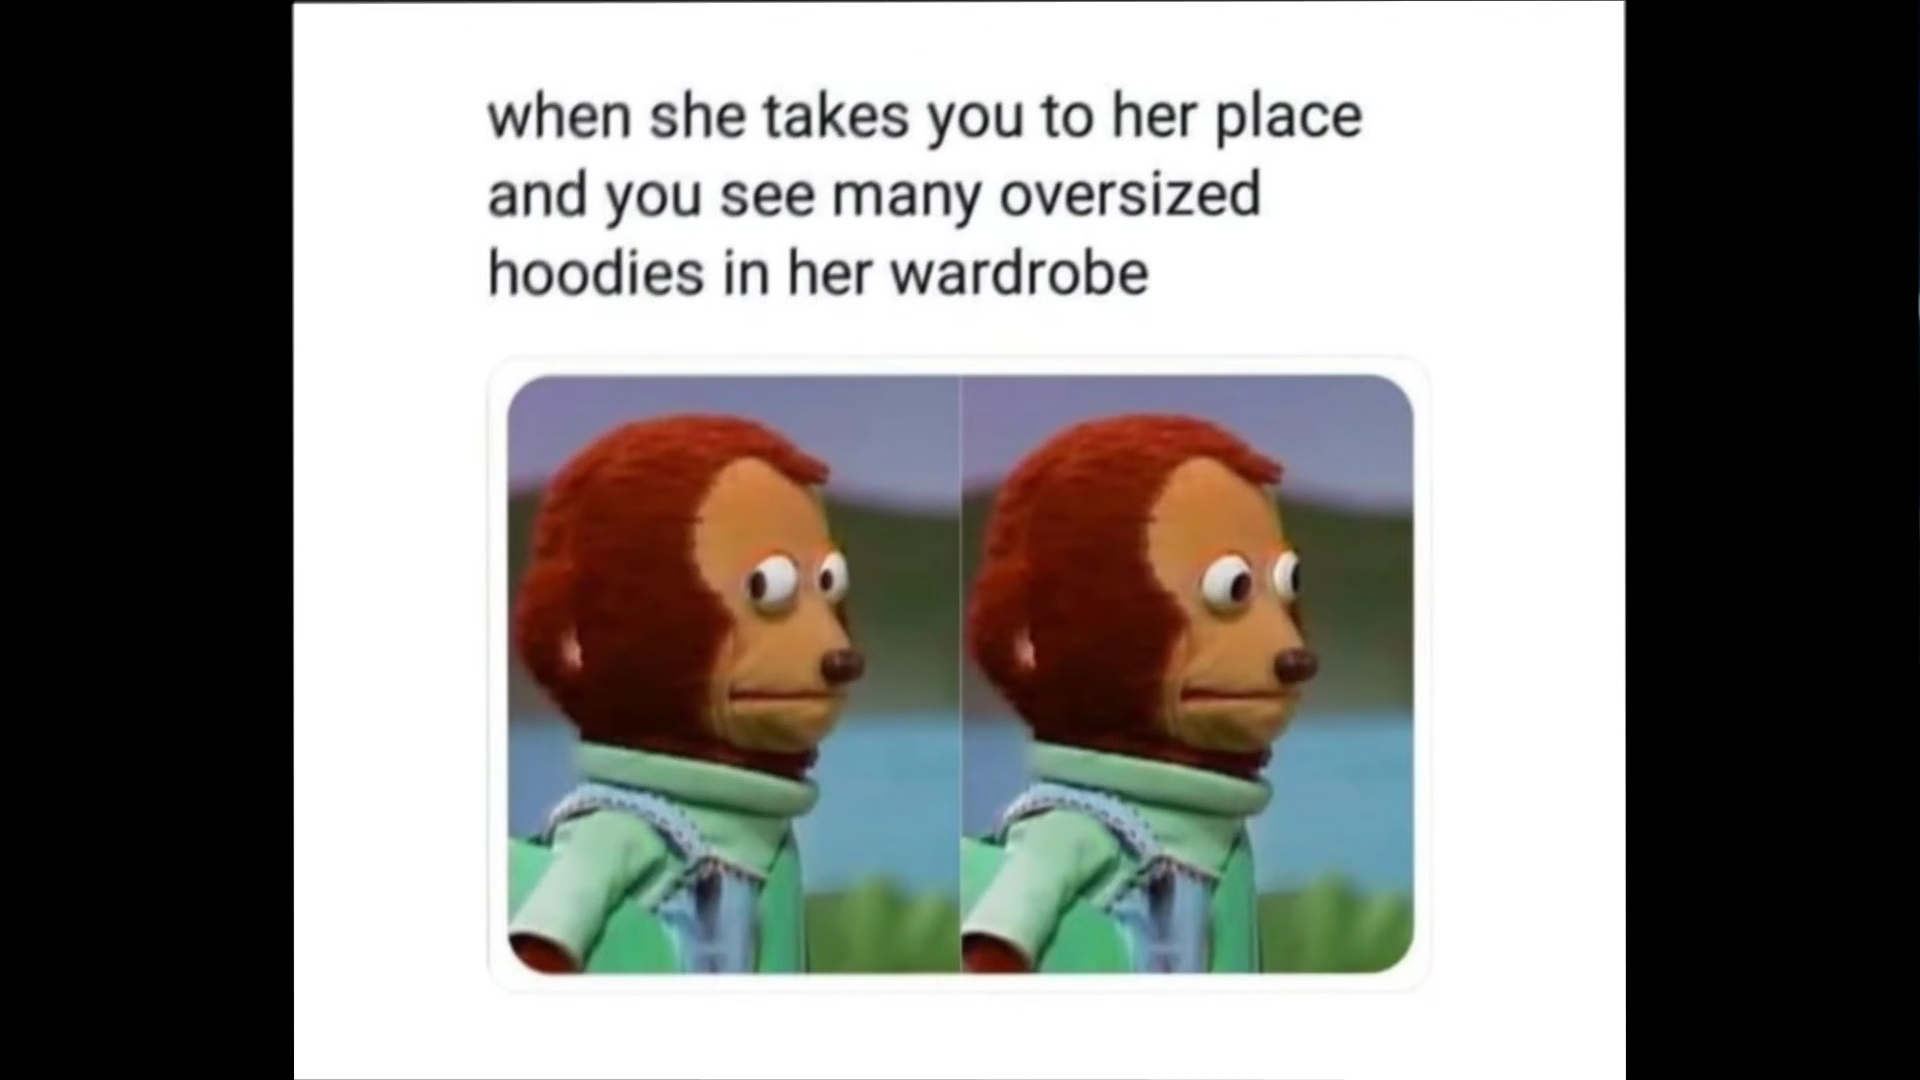 when she takes you to her place
and you see many oversized
hoodies in her wardrobe